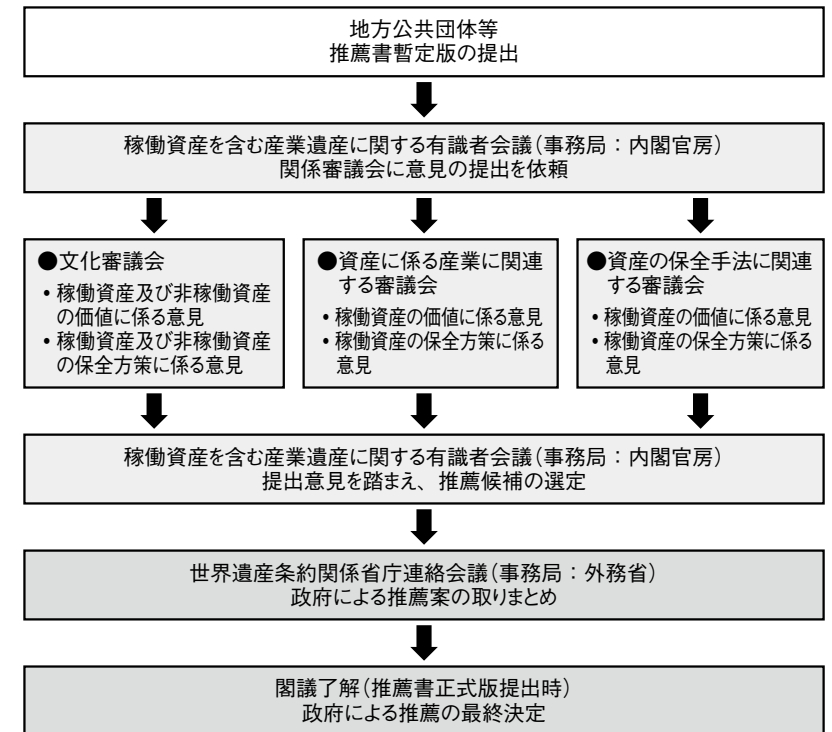 地方公共団体等
推薦書暫定版の提出
稼働資産を含む産業遺産に関する有識者会議(事務局：内閣官房)
関係審議会に意見の提出を依頼
●文化審議会
・稼働資産及び非稼働資産
の価値に係る意見
・稼働資産及び非稼働資産
の保全方策に係る意見
●資産に係る産業に関連
する審議会
・稼働資産の価値に係る意見
・稼働資産の保全方策に係る
意見
●資産の保全手法に関連
する審議会
・稼働資産の価値に係る意見
・稼働資産の保全方策に係る
意見
稼働資産を含む産業遺産に関する有識者会議(事務局：内閣官房)
提出意見を踏まえ、推薦候補の選定
世界遺産条約関係省庁連絡会議(事務局：外務省)
政府による推薦案の取りまとめ
閣議了解(推薦書正式版提出時)
政府による推薦の最終決定